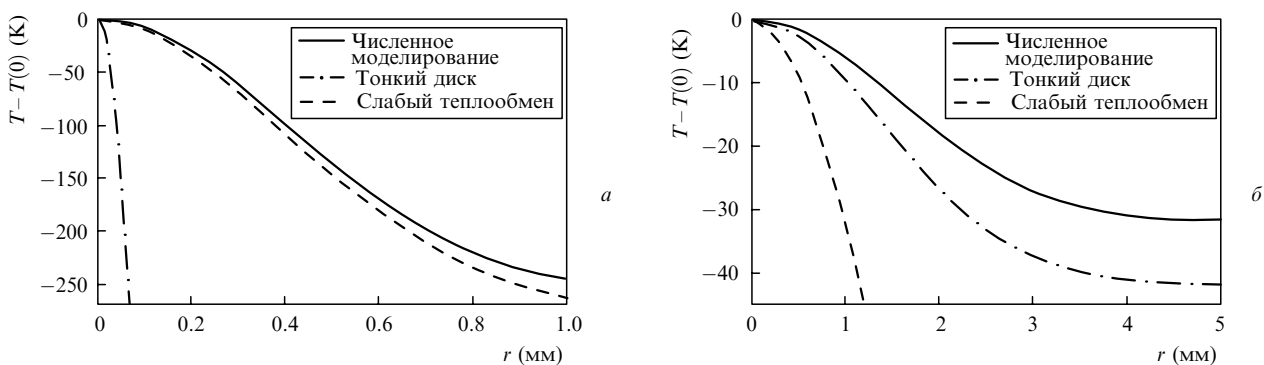 T – T(0) (K)
0
−50
−100
−150
−200
−250
Численное
моделирование
Тонкий диск
Слабый теплообмен
0 0.2 0.4 0.6 0.8 1.0
r (мм)
а
T – T(0) (K)
0
−10
−20
−30
−40
Численное
моделирование
Тонкий диск
Слабый теплообмен
0 1 2 3 4 5
r (мм)
б